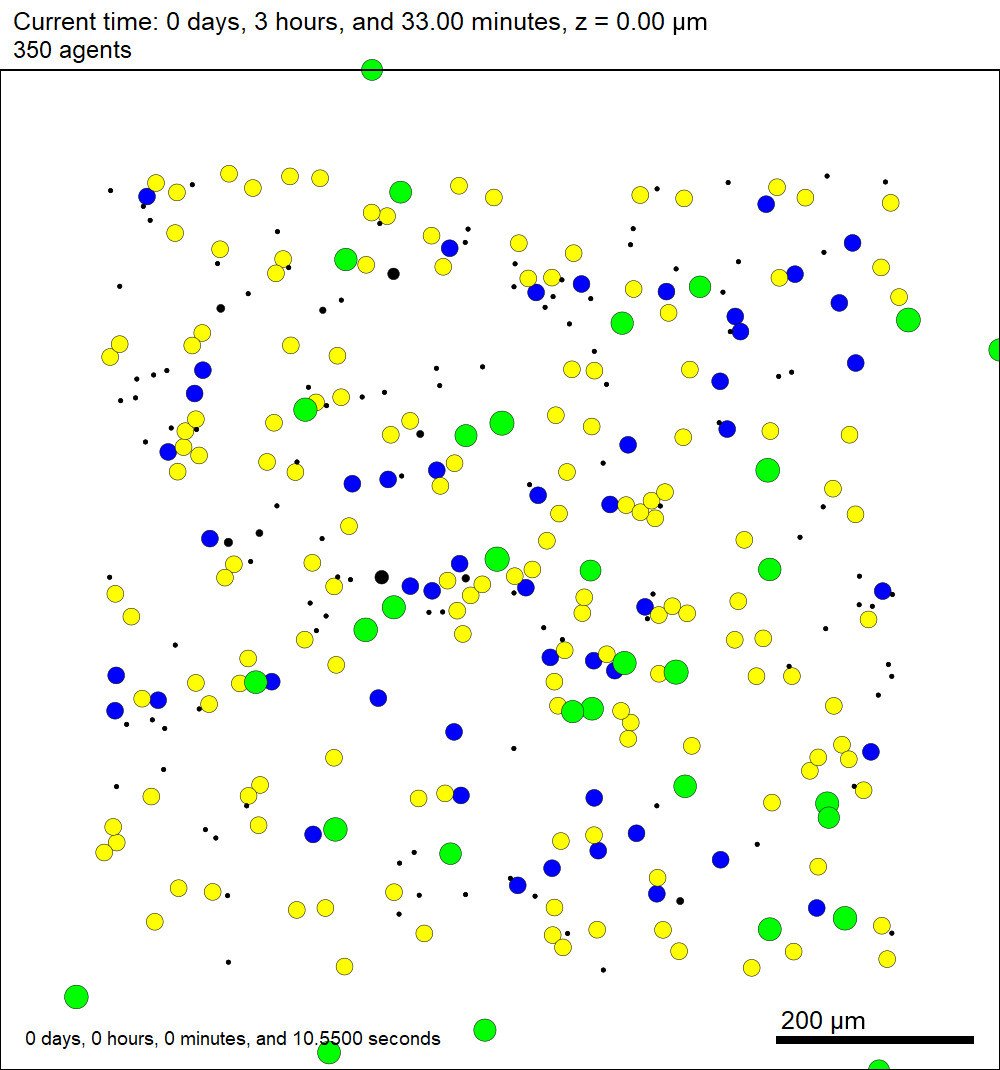 Current time: 0 days, 3 hours, and 33.00 minutes, z = 0.00 µm
350 agents
200 µm
0 days, 0 hours, 0 minutes, and 10.5500 seconds